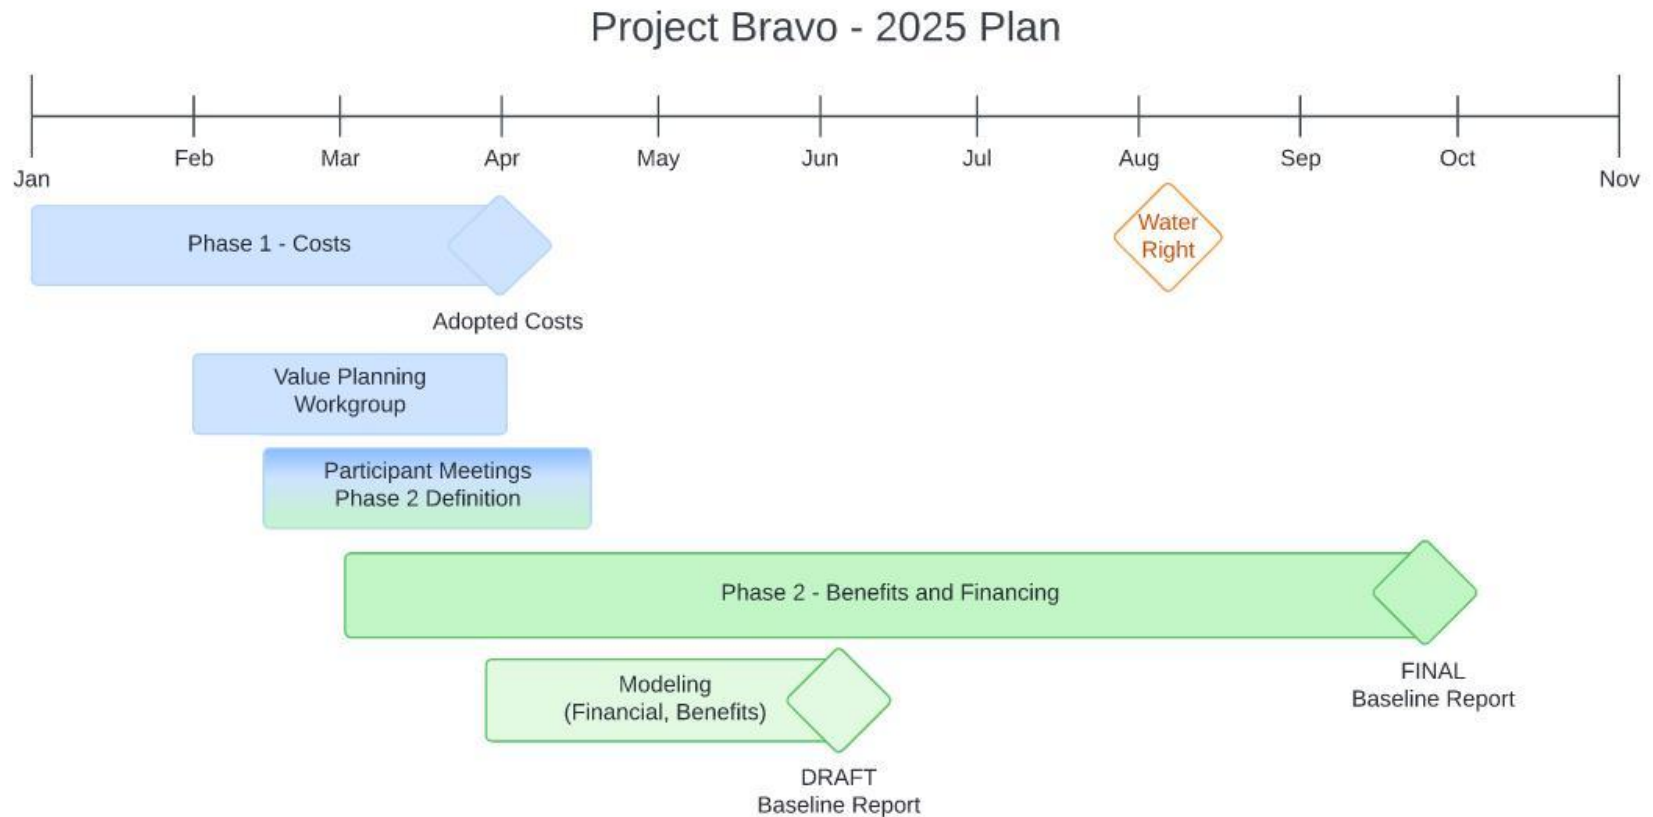 Project Bravo - 2025 Plan
Jan
Feb
Mar
Apr
May
Jun
Jul
Aug
Sep
Oct
Nov
Phase 1 - Costs
Water
Right
Adopted Costs
Value Planning
Workgroup
Participant Meetings
Phase 2 Definition
Phase 2 - Benefits and Financing
FINAL
Baseline Report
Modeling
(Financial, Benefits)
DRAFT
Baseline Report